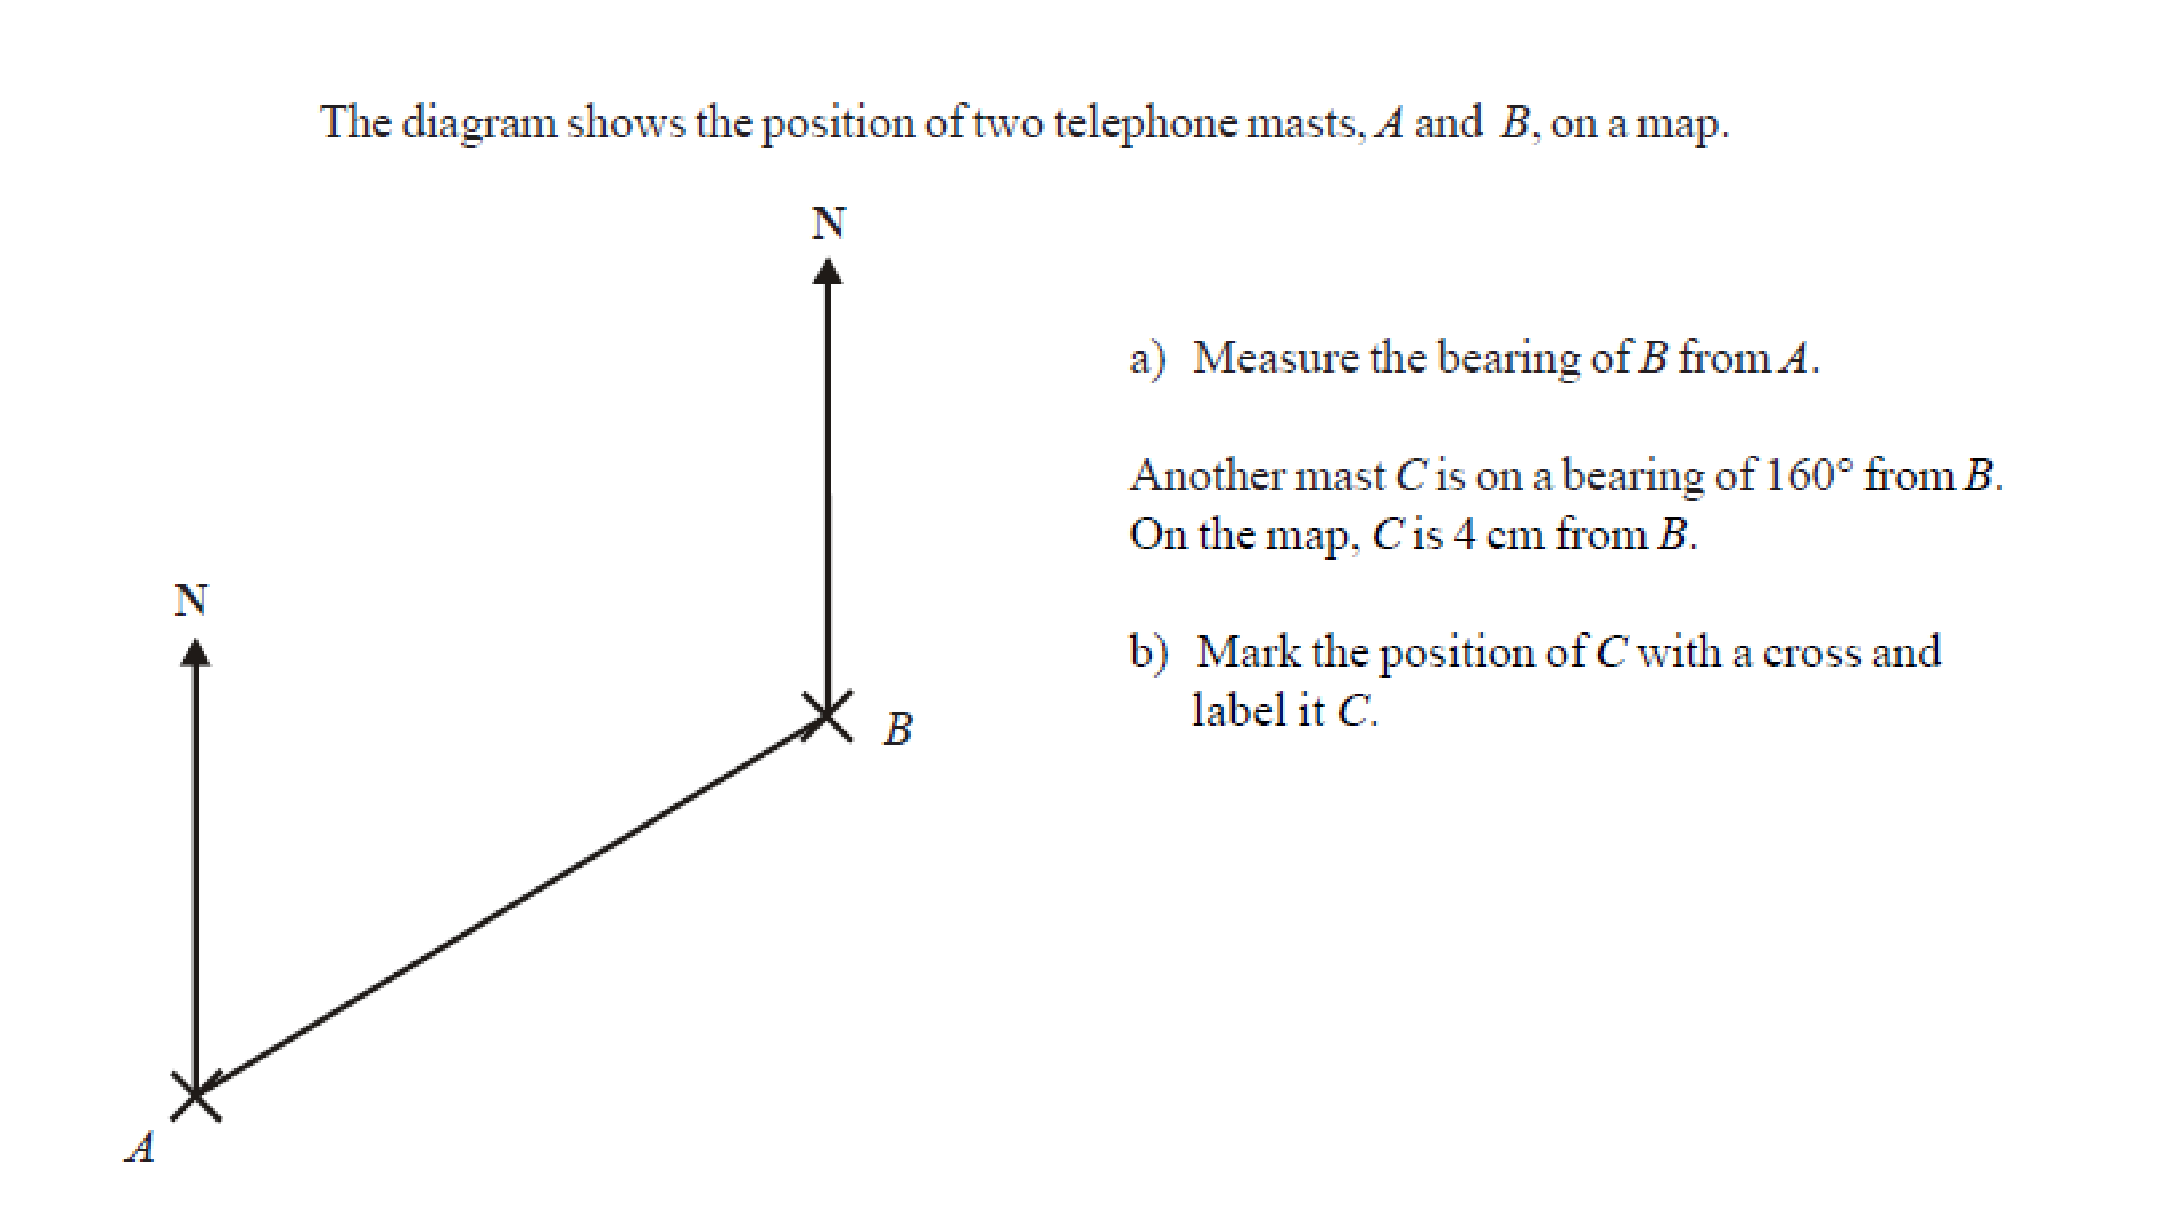 The diagram shows the position of two telephone masts, A and B, on a map.
N
a) Measure the bearing of B from A.
Another mast C is on a bearing of 160° from B.
On the map, C is 4 cm from B.
N
b) Mark the position of C with a cross and
label it C.
B
A